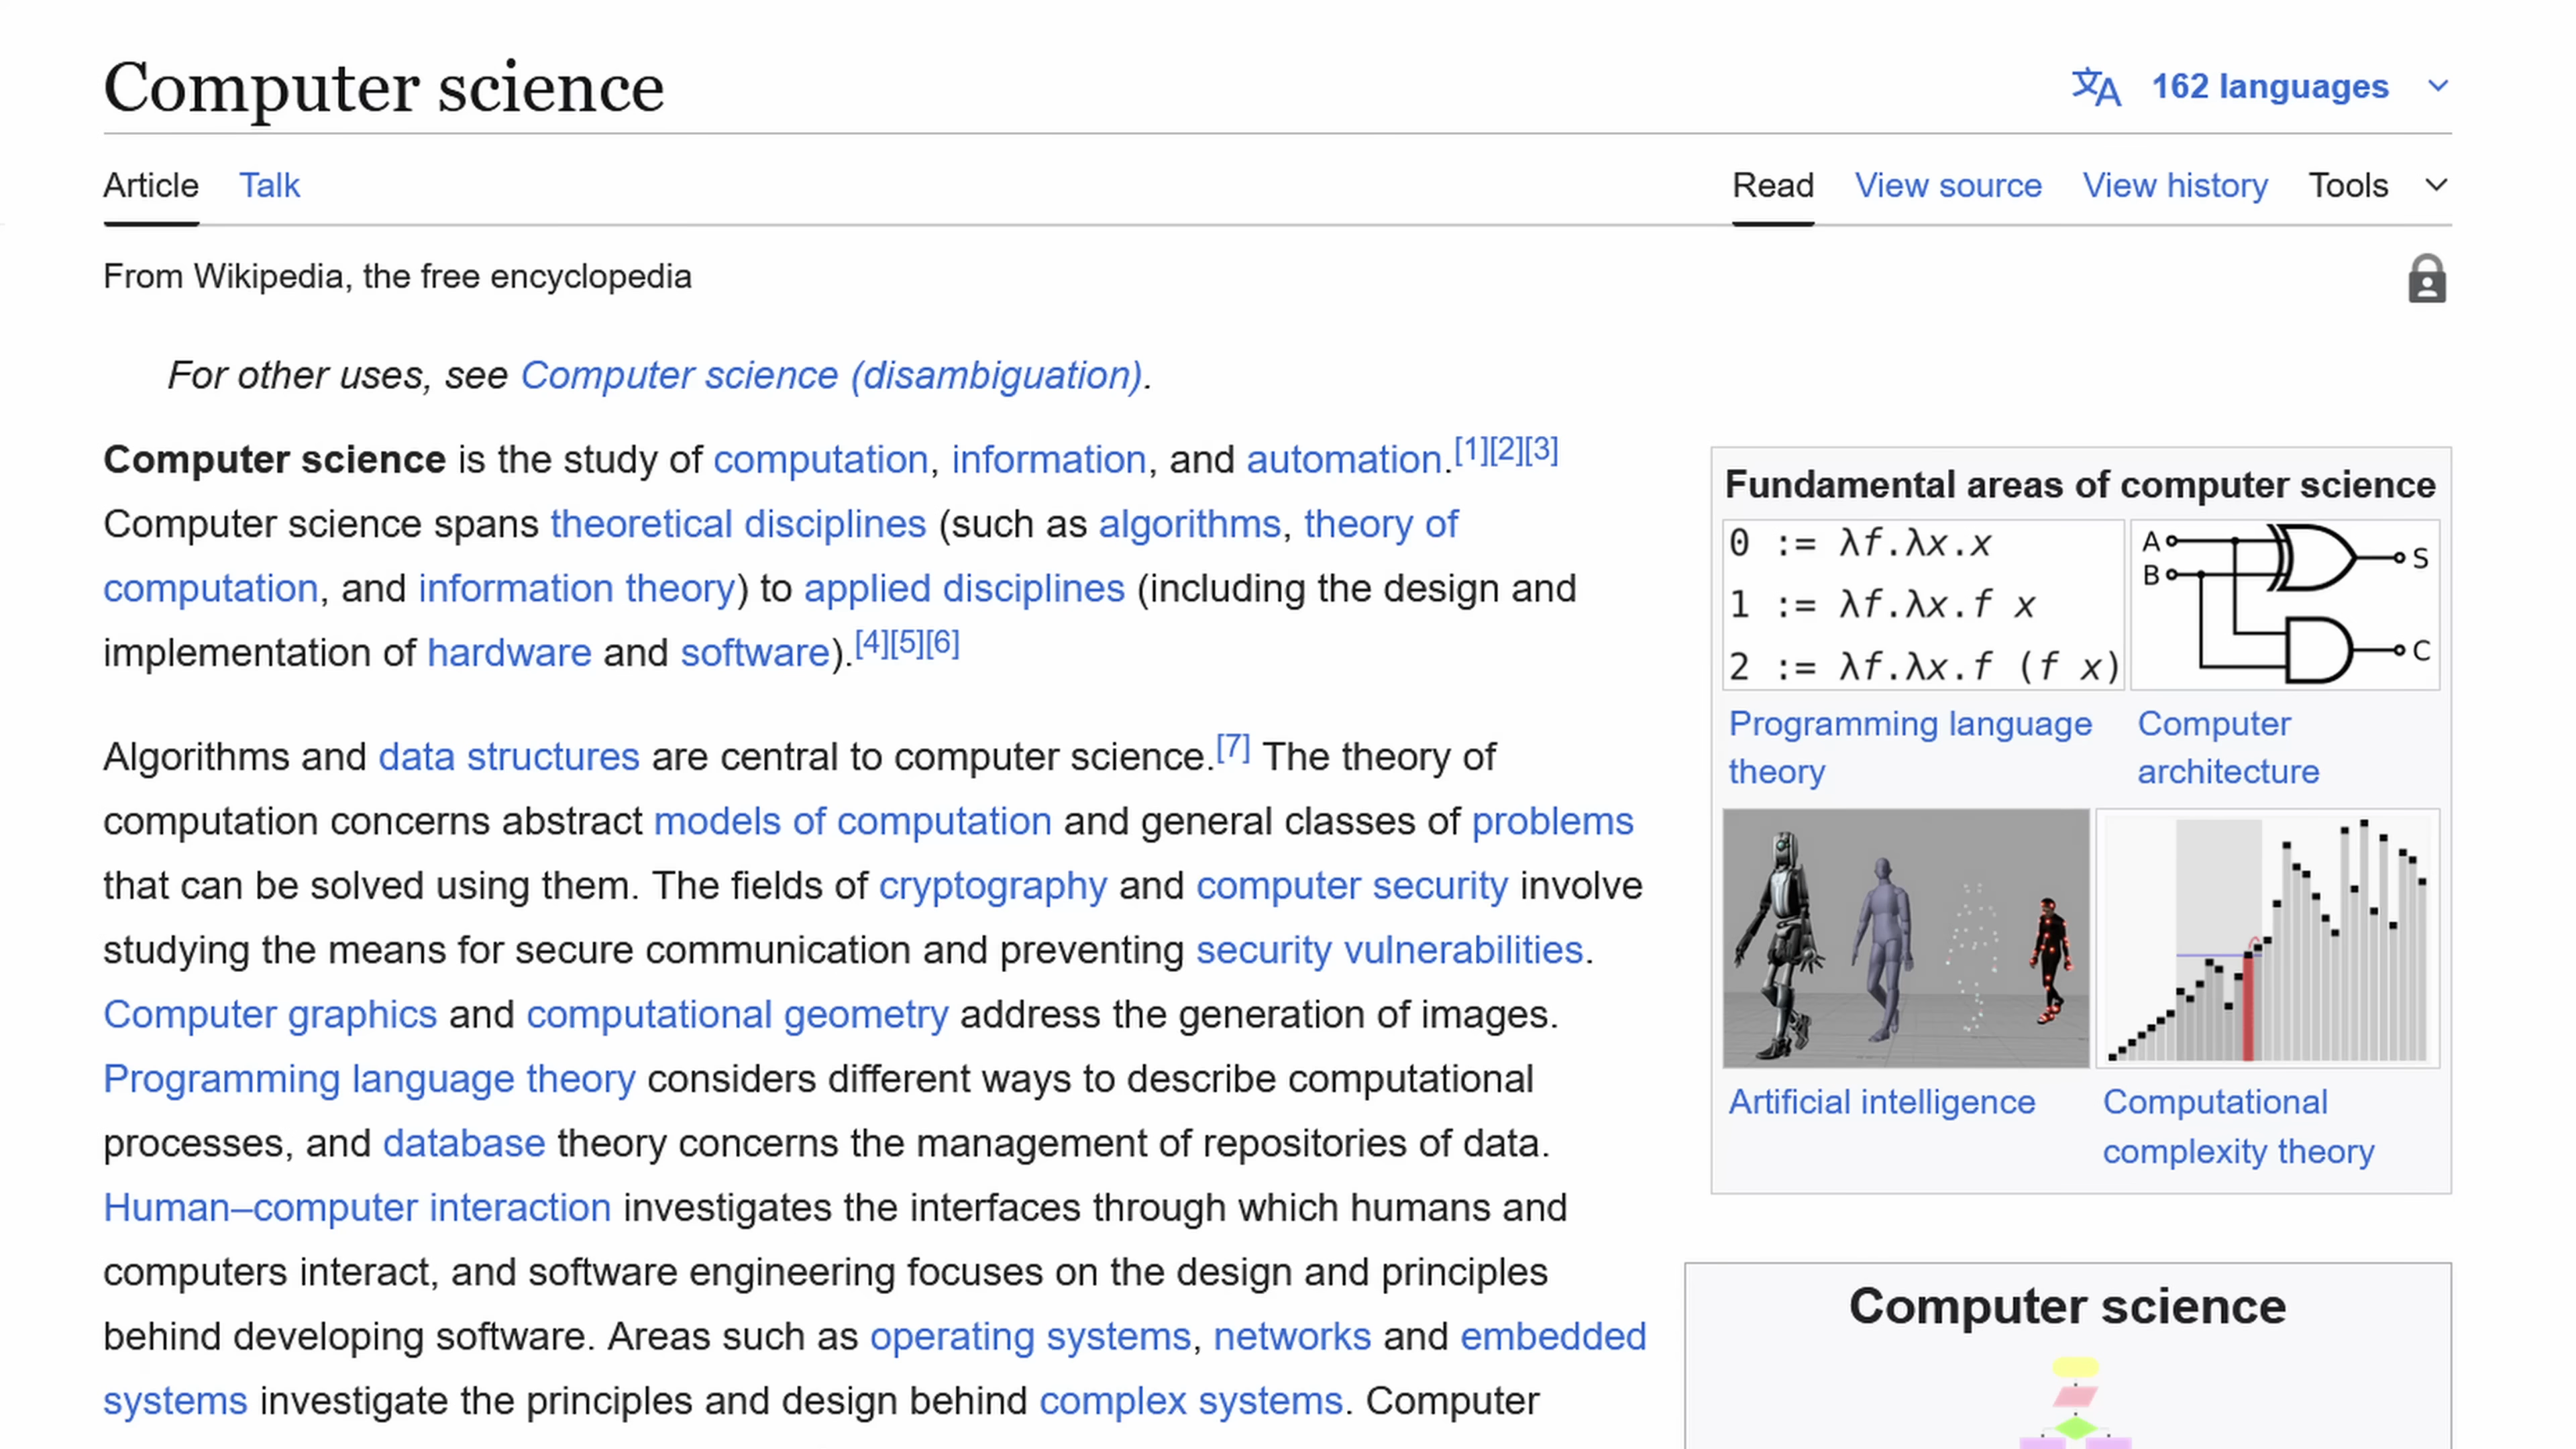 Computer science
162 languages
Article Talk
Read View source View history Tools
From Wikipedia, the free encyclopedia
For other uses, see Computer science (disambiguation).
Computer science is the study of computation, information, and automation.[1][2][3]
Computer science spans theoretical disciplines (such as algorithms, theory of
computation, and information theory) to applied disciplines (including the design and
implementation of hardware and software).[4][5][6]
Algorithms and data structures are central to computer science.[7] The theory of
computation concerns abstract models of computation and general classes of problems
that can be solved using them. The fields of cryptography and computer security involve
studying the means for secure communication and preventing security vulnerabilities.
Computer graphics and computational geometry address the generation of images.
Programming language theory considers different ways to describe computational
processes, and database theory concerns the management of repositories of data.
Human–computer interaction investigates the interfaces through which humans and
computers interact, and software engineering focuses on the design and principles
behind developing software. Areas such as operating systems, networks and embedded
systems investigate the principles and design behind complex systems. Computer
Fundamental areas of computer science
0 := λf.λx.x
1 := λf.λx.f x
2 := λf.λx.f (f x)
A
B
S
C
Programming language
theory
Computer
architecture
Artificial intelligence
Computational
complexity theory
Computer science